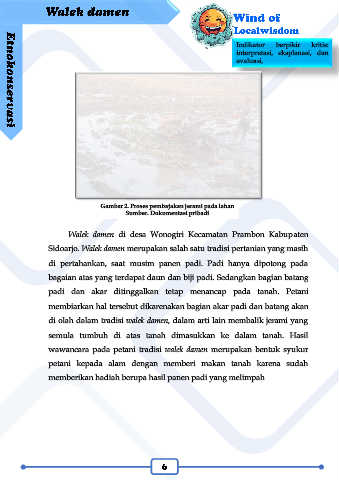 Walek damen
Wind of
Localwisdom
Etnokonservasi
Indikator berpikir kritis
interpretasi, eksplanasi, dan
evaluasi,
Gambar 2. Proses pembajakan jerami pada lahan
Sumber. Dokumentasi pribadi
Walek damen di desa Wonogiri Kecamatan Prambon Kabupaten
Sidoarjo. Walek damen merupakan salah satu tradisi pertanian yang masih
di pertahankan, saat musim panen padi. Padi hanya dipotong pada
bagaian atas yang terdapat daun dan biji padi. Sedangkan bagian batang
padi dan akar ditinggalkan tetap menancap pada tanah. Petani
membiarkan hal tersebut dikarenakan bagian akar padi dan batang akan
di olah dalam tradisi walek damen, dalam arti lain membalik jerami yang
semula tumbuh di atas tanah dimasukkan ke dalam tanah. Hasil
wawancara pada petani tradisi walek damen merupakan bentuk syukur
petani kepada alam dengan memberi makan tanah karena sudah
memberikan hadiah berupa hasil panen padi yang melimpah
6